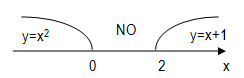 NO
y=x² y=x+1
0 2 x